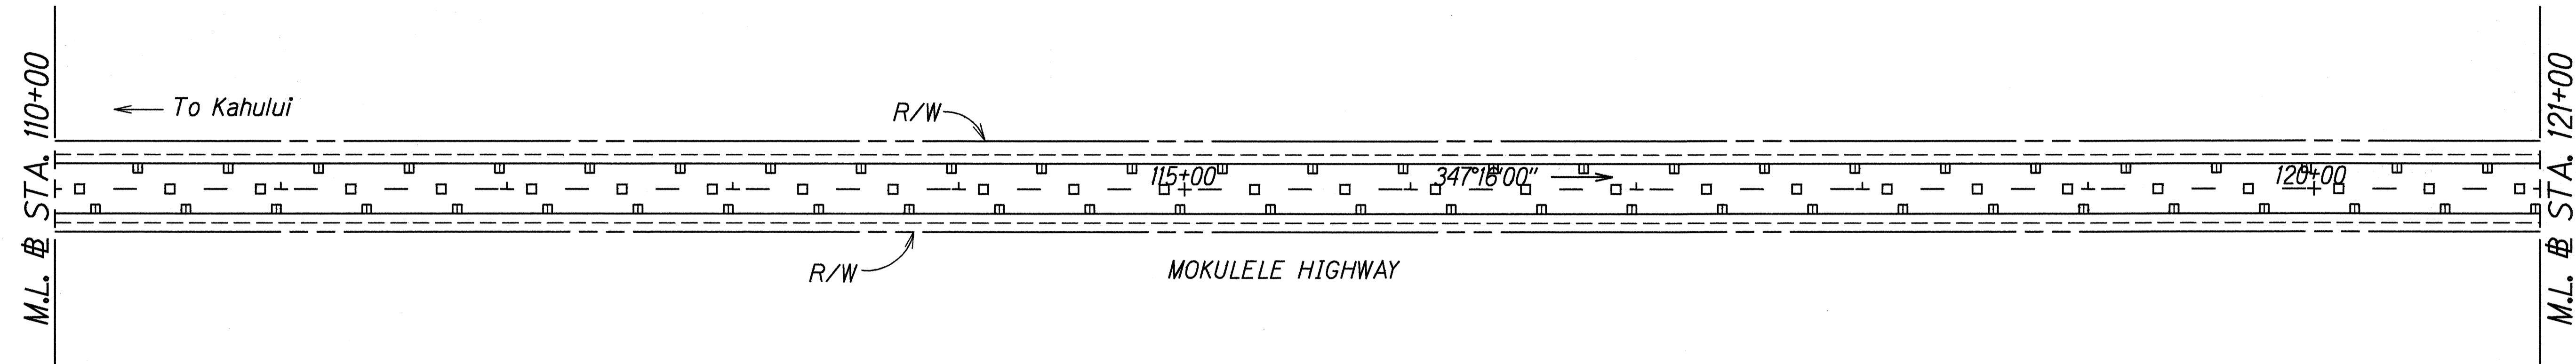 M.L. ℄ STA. 110+00
← To Kahului
R/W
115+00
347°16'00" →
120+00
R/W
MOKULELE HIGHWAY
M.L. ℄ STA. 121+00